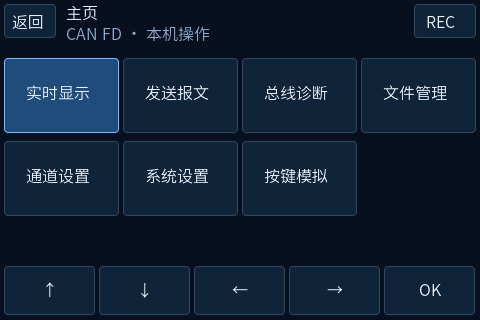 返回
主页
CAN FD · 本机操作
REC
实时显示
发送报文
总线诊断
文件管理
通道设置
系统设置
按键模拟
↑
↓
←
→
OK